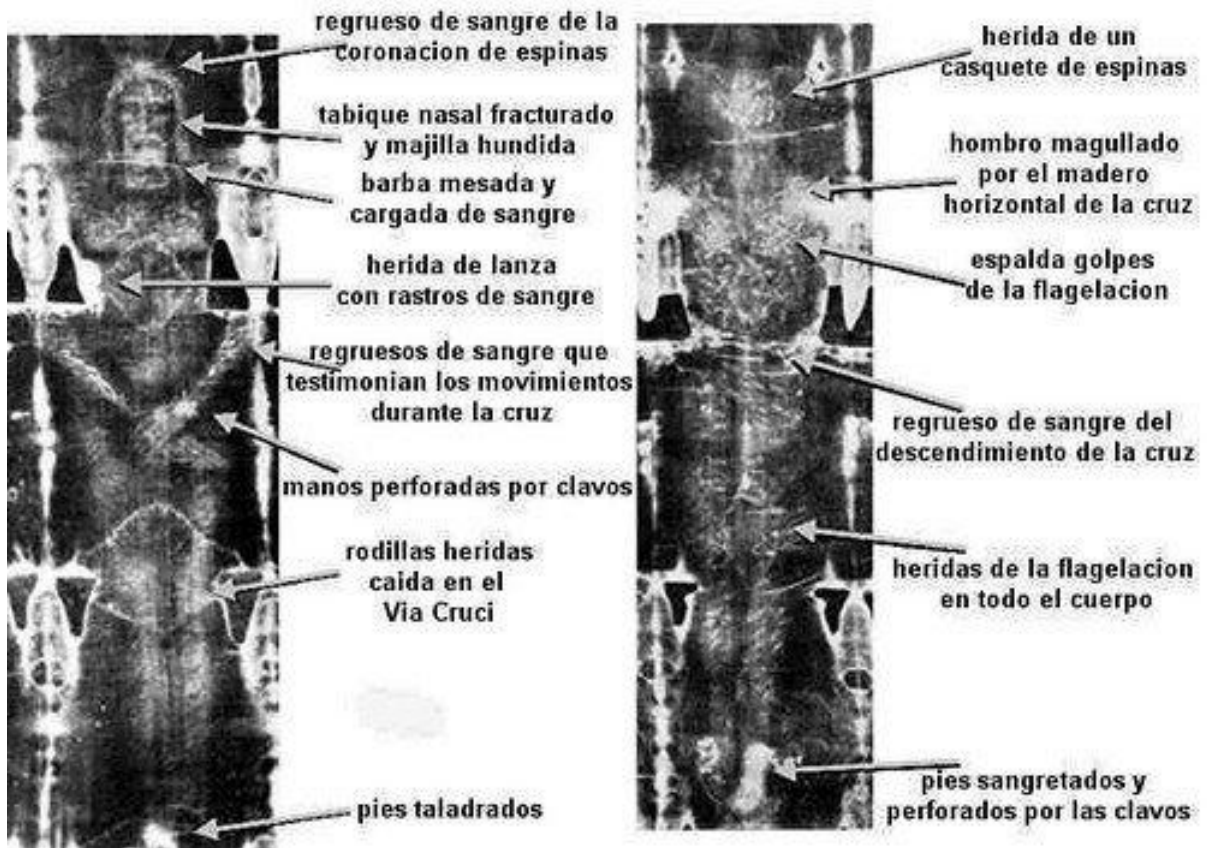 regrueso de sangre de la
coronacion de espinas
tabique nasal fracturado
y majilla hundida
barba mesada y
cargada de sangre
herida de lanza
con rastros de sangre
regruesos de sangre que
testimonian los movimientos
durante la cruz
manos perforadas por clavos
rodillas heridas
caida en el
Via Cruci
pies taladrados
herida de un
casquete de espinas
hombro magullado
por el madero
horizontal de la cruz
espalda golpes
de la flagelacion
regrueso de sangre del
descendimiento de la cruz
heridas de la flagelacion
en todo el cuerpo
pies sangretados y
perforados por las clavos